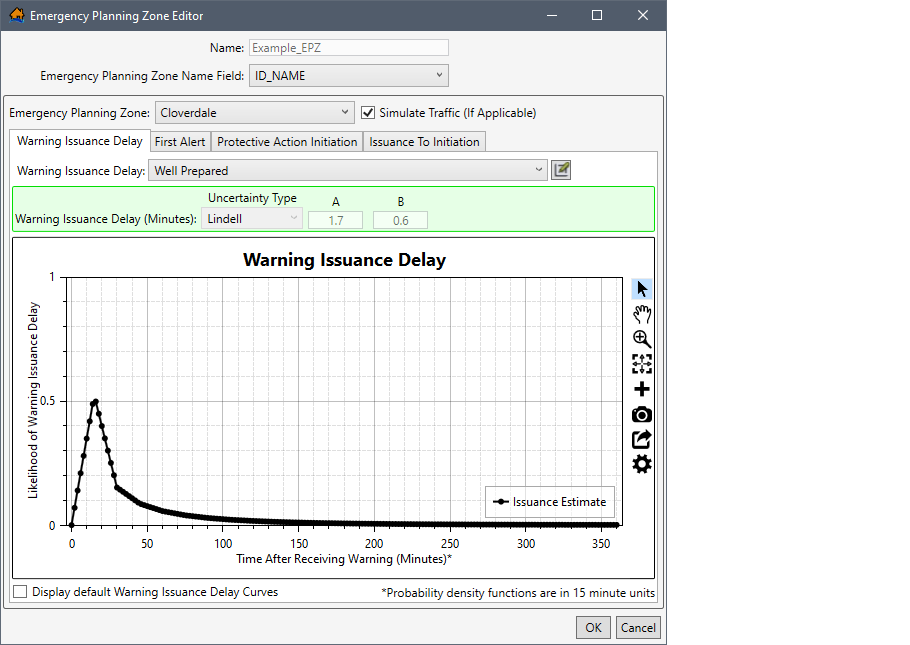 Emergency Planning Zone Editor
Name: Example_EPZ
Emergency Planning Zone Name Field: ID_NAME
Emergency Planning Zone: Cloverdale Simulate Traffic (If Applicable)
Warning Issuance Delay First Alert Protective Action Initiation Issuance To Initiation
Warning Issuance Delay: Well Prepared
Uncertainty Type A B
Warning Issuance Delay (Minutes): Lindell 1.7 0.6
Warning Issuance Delay
Likelihood of Warning Issuance Delay
1
0.5
0
Issuance Estimate
0 50 100 150 200 250 300 350
Time After Receiving Warning (Minutes)*
Display default Warning Issuance Delay Curves *Probability density functions are in 15 minute units
OK Cancel